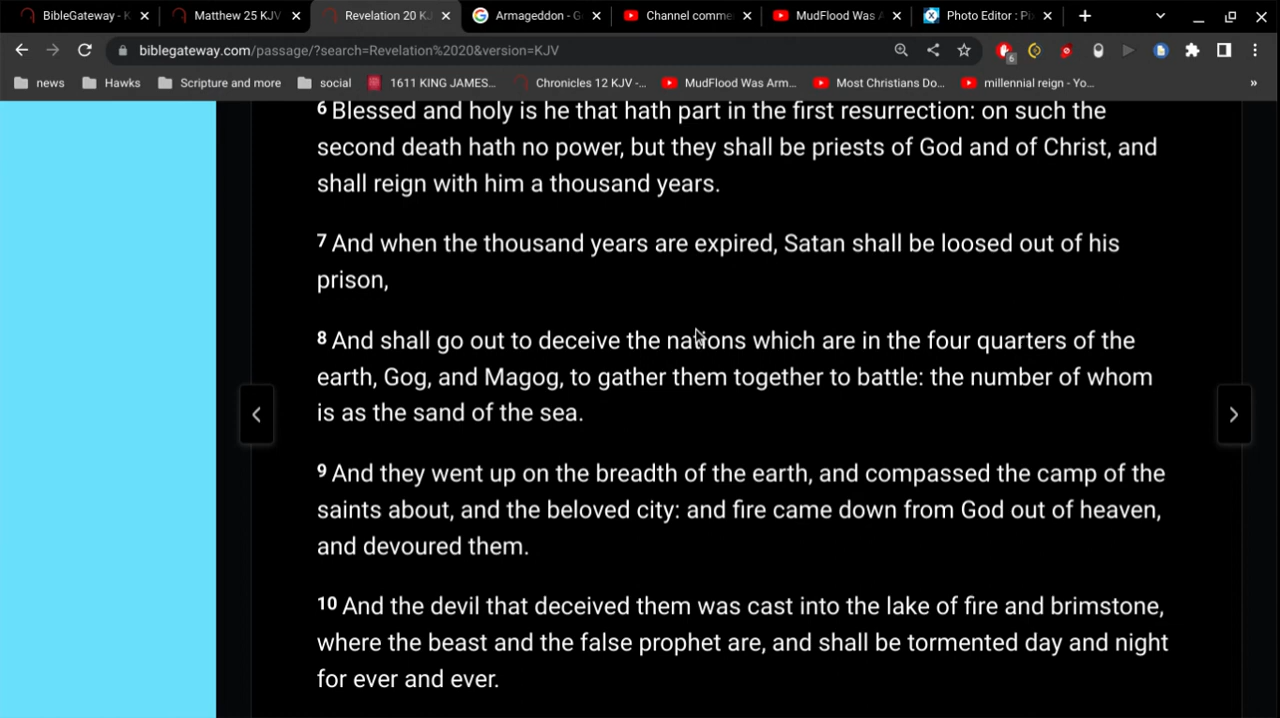 BibleGateway - K
Matthew 25 KJV
Revelation 20 KJ
Armageddon - G
Channel comme
MudFlood Was A
Photo Editor : Pi
biblegateway.com/passage/?search=Revelation%2020&version=KJV
6
news
Hawks
Scripture and more
social
1611 KING JAMES...
Chronicles 12 KJV -...
MudFlood Was Arm...
Most Christians Do...
millennial reign - Yo...
»
6 Blessed and holy is he that hath part in the first resurrection: on such the
second death hath no power, but they shall be priests of God and of Christ, and
shall reign with him a thousand years.
7 And when the thousand years are expired, Satan shall be loosed out of his
prison,
8 And shall go out to deceive the nations which are in the four quarters of the
earth, Gog, and Magog, to gather them together to battle: the number of whom
is as the sand of the sea.
9 And they went up on the breadth of the earth, and compassed the camp of the
saints about, and the beloved city: and fire came down from God out of heaven,
and devoured them.
10 And the devil that deceived them was cast into the lake of fire and brimstone,
where the beast and the false prophet are, and shall be tormented day and night
for ever and ever.